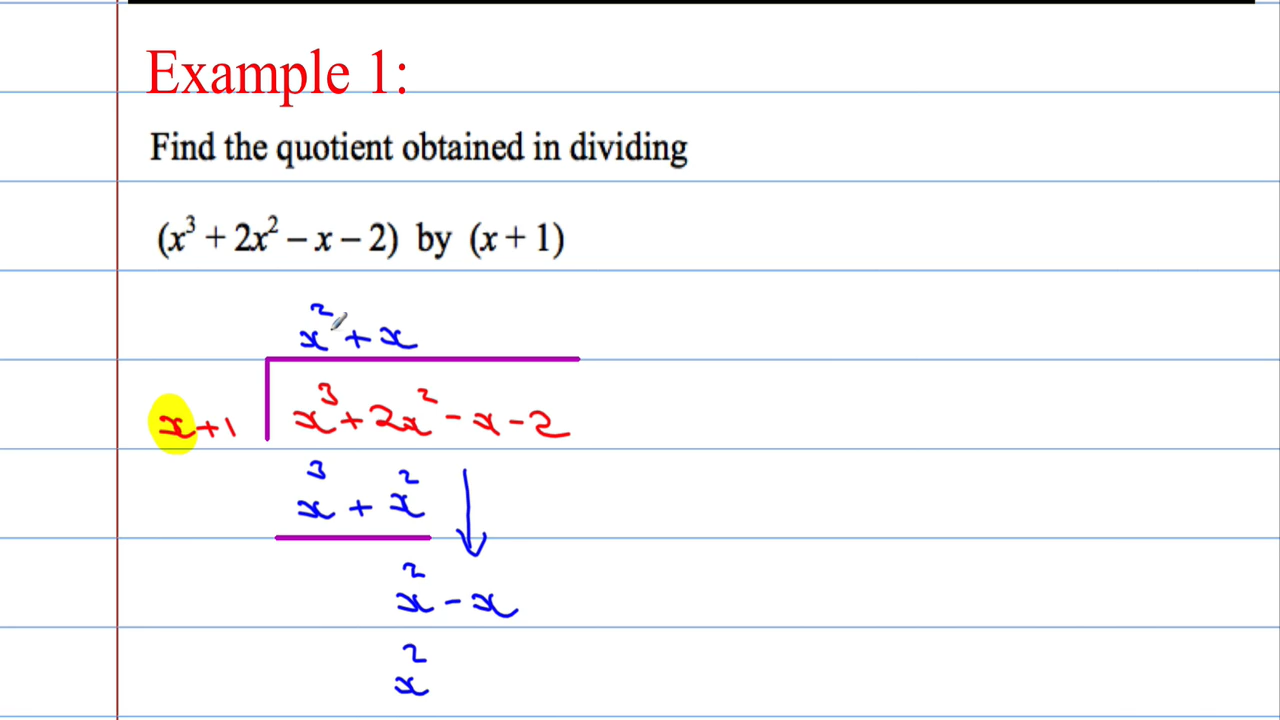 Example 1:
Find the quotient obtained in dividing
(x³ + 2x² – x – 2) by (x + 1)
x² + x
x + 1 x³ + 2x² - x - 2
x³ + x²
x² - x
x²